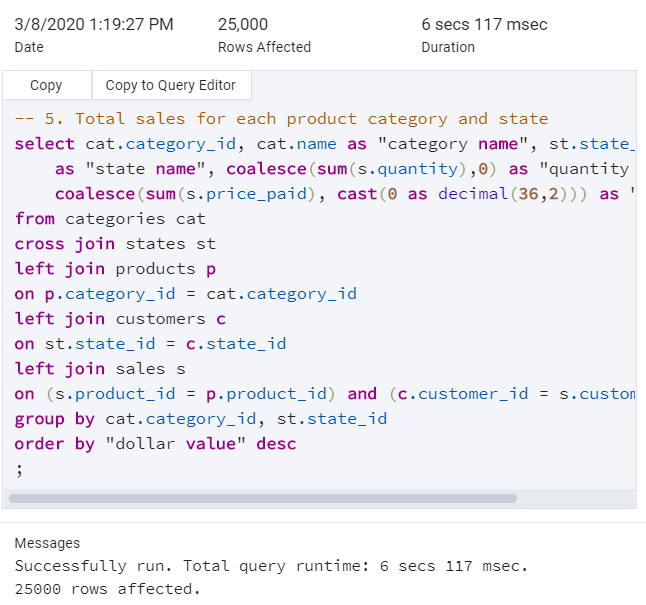 3/8/2020 1:19:27 PM 25,000 6 secs 117 msec
Date Rows Affected Duration
Copy Copy to Query Editor
-- 5. Total sales for each product category and state
select cat.category_id, cat.name as "category name", st.state_
as "state name", coalesce(sum(s.quantity),0) as "quantity
coalesce(sum(s.price_paid), cast(0 as decimal(36,2))) as "
from categories cat
cross join states st
left join products p
on p.category_id = cat.category_id
left join customers c
on st.state_id = c.state_id
left join sales s
on (s.product_id = p.product_id) and (c.customer_id = s.custom
group by cat.category_id, st.state_id
order by "dollar value" desc
;
Messages
Successfully run. Total query runtime: 6 secs 117 msec.
25000 rows affected.